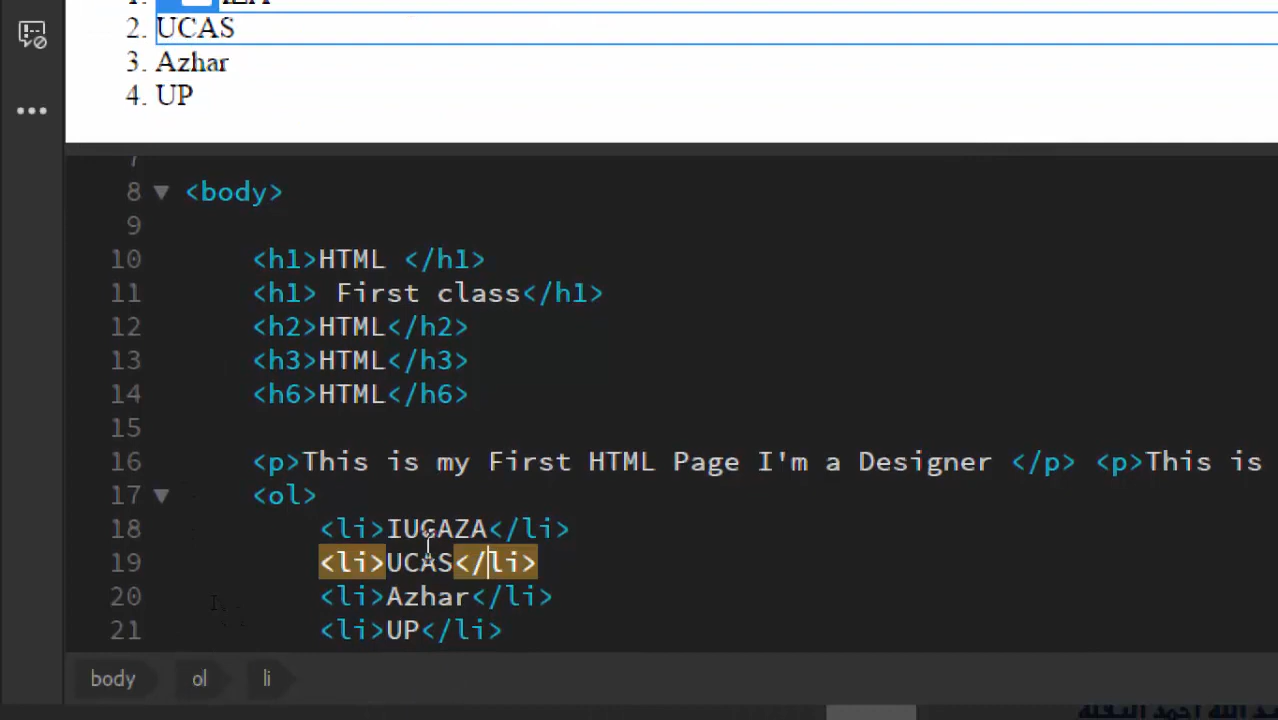 2. UCAS
3. Azhar
4. UP
8 <body>
9
10 <h1>HTML </h1>
11 <h1> First class</h1>
12 <h2>HTML</h2>
13 <h3>HTML</h3>
14 <h6>HTML</h6>
15
16 <p>This is my First HTML Page I'm a Designer </p> <p>This is
17 <ol>
18 <li>IUGAZA</li>
19 <li>UCAS</li>
20 <li>Azhar</li>
21 <li>UP</li>
body ol li